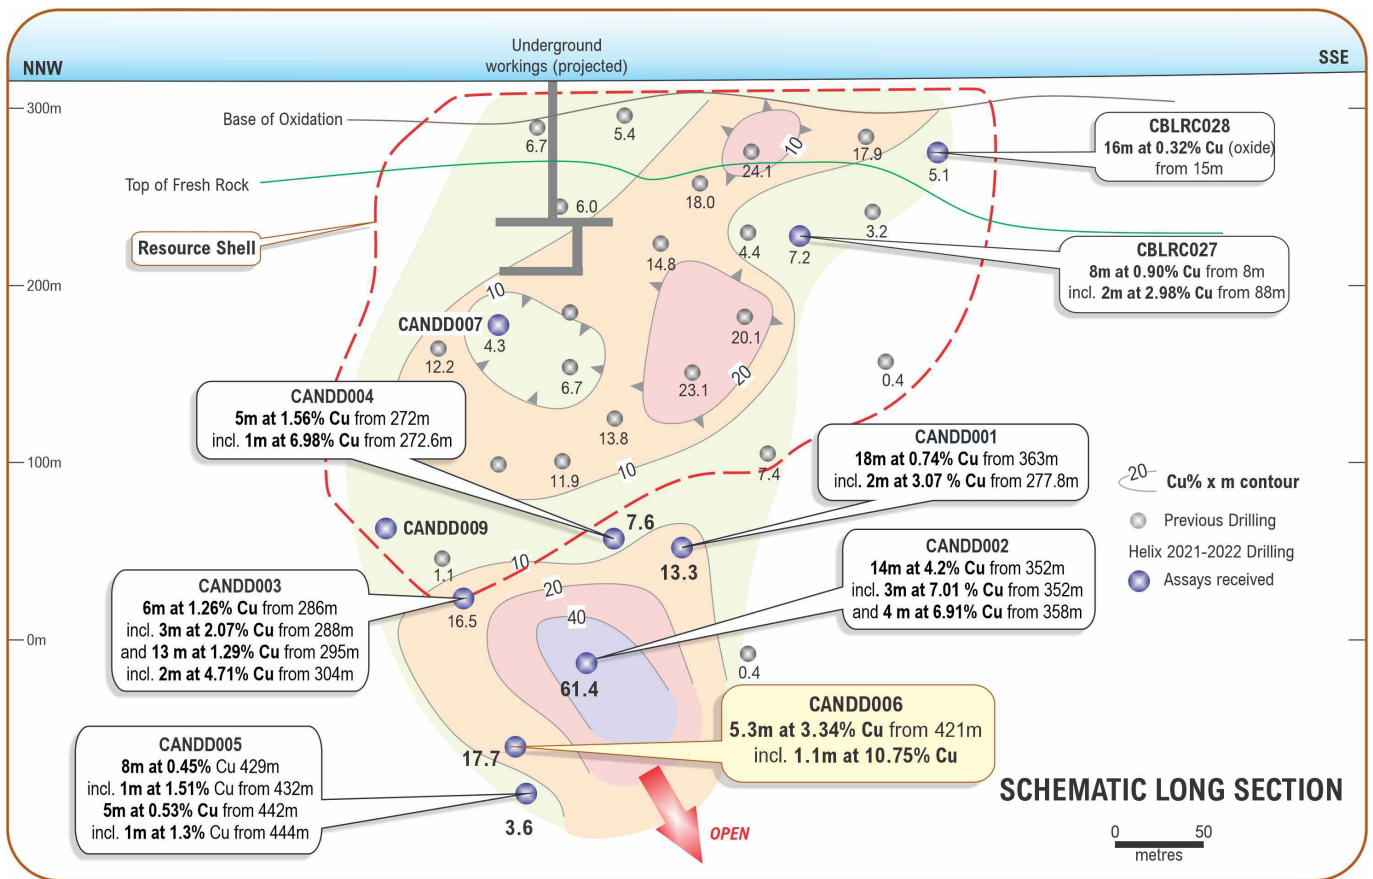 Underground
workings (projected)
NNW
SSE
300m
Base of Oxidation
6.7
5.4
10
24.1
17.9
5.1
CBLRC028
16m at 0.32% Cu (oxide)
from 15m
Top of Fresh Rock
18.0
6.0
3.2
4.4
7.2
Resource Shell
14.8
CBLRC027
8m at 0.90% Cu from 8m
incl. 2m at 2.98% Cu from 88m
200m
10
CANDD007
4.3
20.1
12.2
6.7
23.1
20
0.4
CANDD004
5m at 1.56% Cu from 272m
incl. 1m at 6.98% Cu from 272.6m
13.8
CANDD001
18m at 0.74% Cu from 363m
incl. 2m at 3.07 % Cu from 277.8m
100m
11.9
10
7.4
20
Cu% x m contour
Previous Drilling
Helix 2021-2022 Drilling
Assays received
CANDD009
7.6
13.3
1.1
10
CANDD002
14m at 4.2% Cu from 352m
incl. 3m at 7.01 % Cu from 352m
and 4 m at 6.91% Cu from 358m
CANDD003
6m at 1.26% Cu from 286m
incl. 3m at 2.07% Cu from 288m
and 13 m at 1.29% Cu from 295m
incl. 2m at 4.71% Cu from 304m
16.5
20
40
0m
61.4
0.4
CANDD006
5.3m at 3.34% Cu from 421m
incl. 1.1m at 10.75% Cu
17.7
CANDD005
8m at 0.45% Cu 429m
incl. 1m at 1.51% Cu from 432m
5m at 0.53% Cu from 442m
incl. 1m at 1.3% Cu from 444m
3.6
OPEN
SCHEMATIC LONG SECTION
0 50
metres